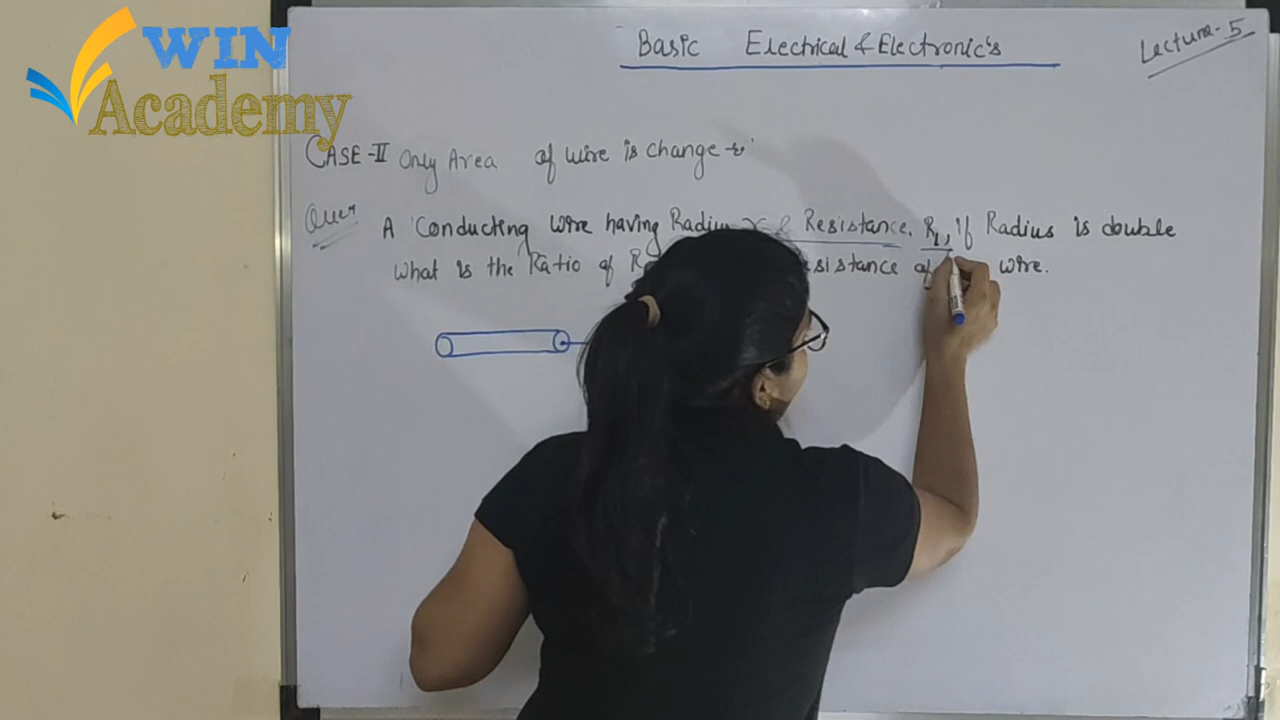 WIN
Academy
Basic Electrical & Electronic's
Lecture-5
CASE-II Only Area of wire is change
Ques
A Conducting wire having Radius r & Resistance. R1, if Radius is double
what is the Ratio of sistance of wire.